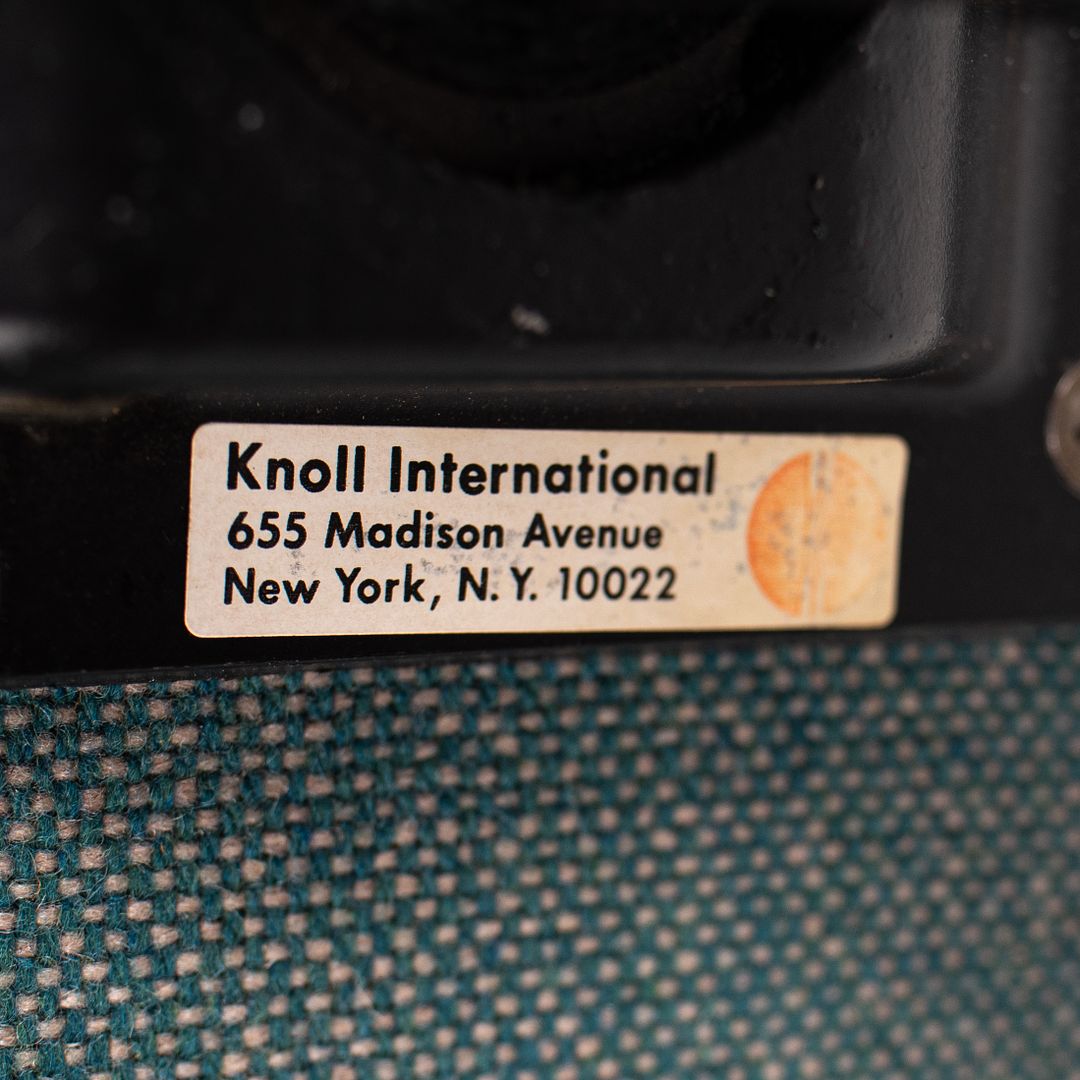 Knoll International
655 Madison Avenue
New York, N. Y. 10022